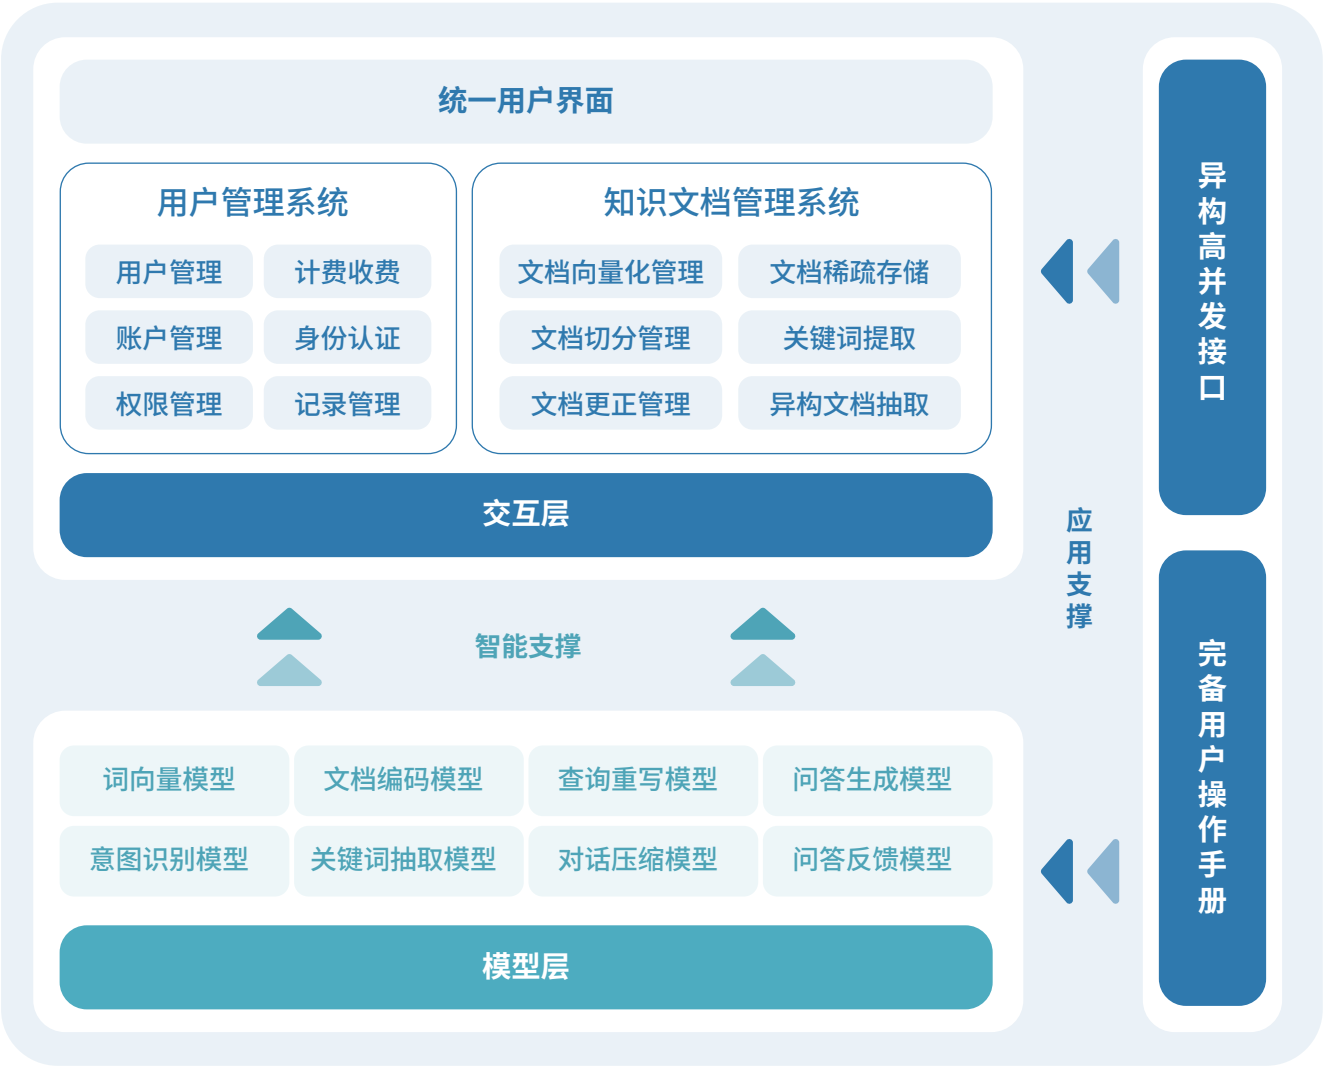 统一用户界面
用户管理系统
用户管理
计费收费
账户管理
身份认证
权限管理
记录管理
知识文档管理系统
文档向量化管理
文档稀疏存储
文档切分管理
关键词提取
文档更正管理
异构文档抽取
交互层
智能支撑
词向量模型
文档编码模型
查询重写模型
问答生成模型
意图识别模型
关键词抽取模型
对话压缩模型
问答反馈模型
模型层
应用支撑
异构高并发接口
完备用户操作手册